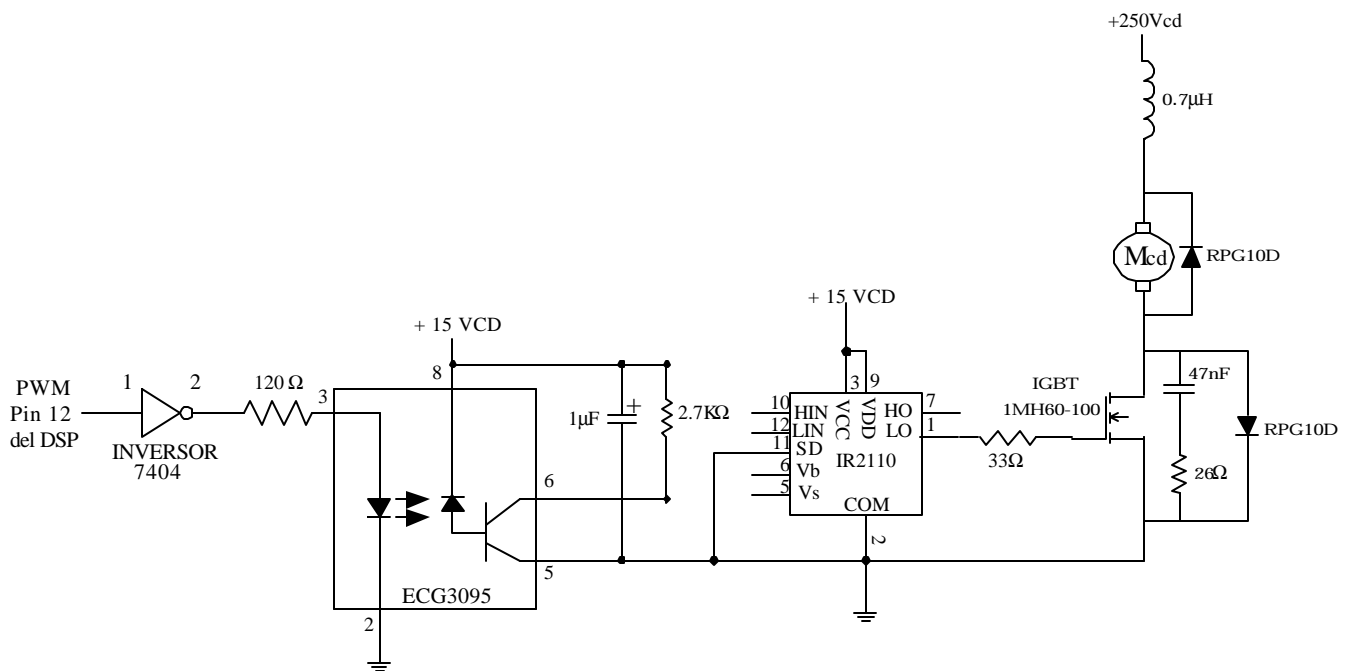 +250Vcd
0.7µH
Mcd
RPG10D
+ 15 VCD
+ 15 VCD
PWM
Pin 12
del DSP
1
2
INVERSOR
7404
120 Ω
3
8
1µF
+
2.7KΩ
6
5
ECG3095
2
10
12
11
6
5
HIN
LIN
SD
Vb
Vs
3
9
VCC
VDD
HO
LO
7
1
IR2110
COM
2
33Ω
IGBT
1MH60-100
47nF
26Ω
RPG10D